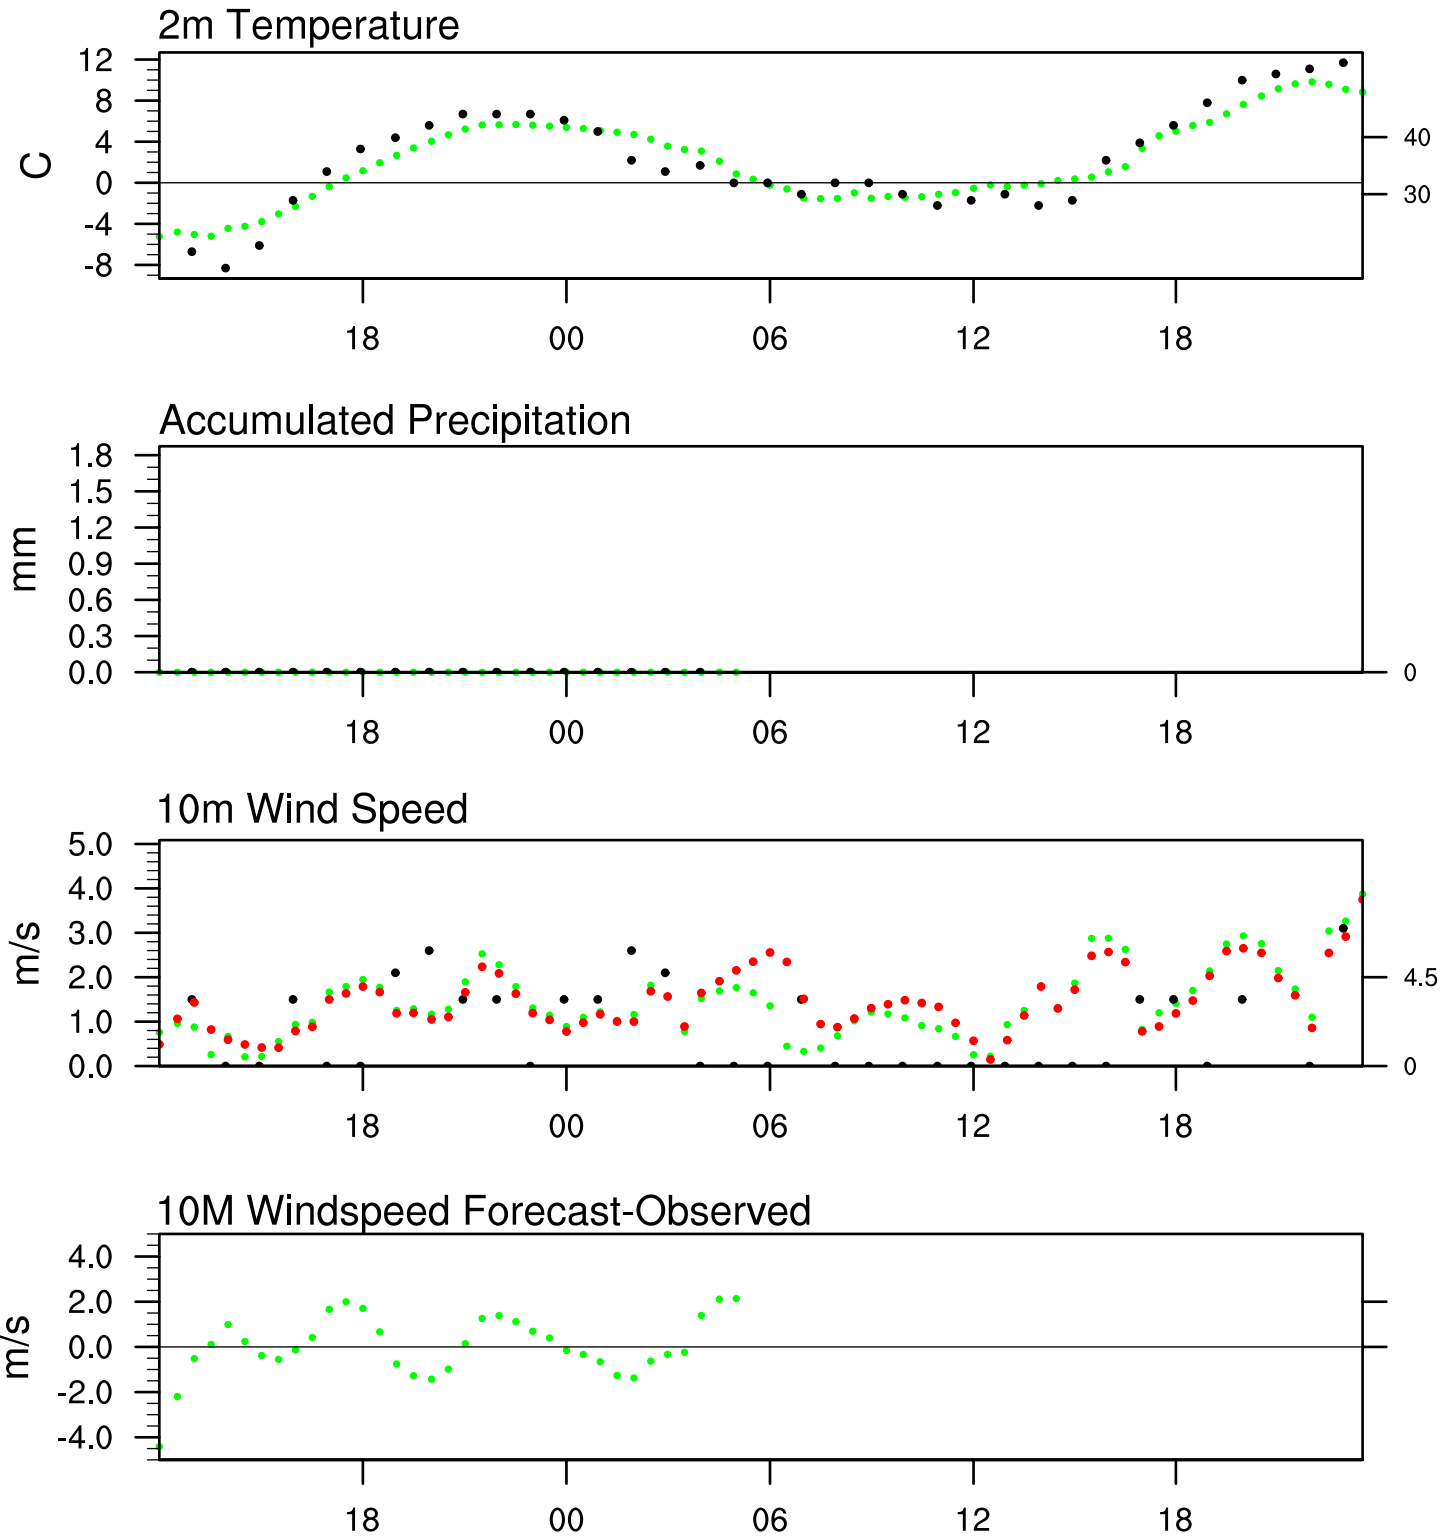 2m Temperature
12
8
4
0
-4
-8
C
40
30
18 00 06 12 18
Accumulated Precipitation
1.8
1.5
1.2
0.9
0.6
0.3
0.0
mm
0
18 00 06 12 18
10m Wind Speed
5.0
4.0
3.0
2.0
1.0
0.0
m/s
4.5
0
18 00 06 12 18
10M Windspeed Forecast-Observed
4.0
2.0
0.0
-2.0
-4.0
m/s
18 00 06 12 18